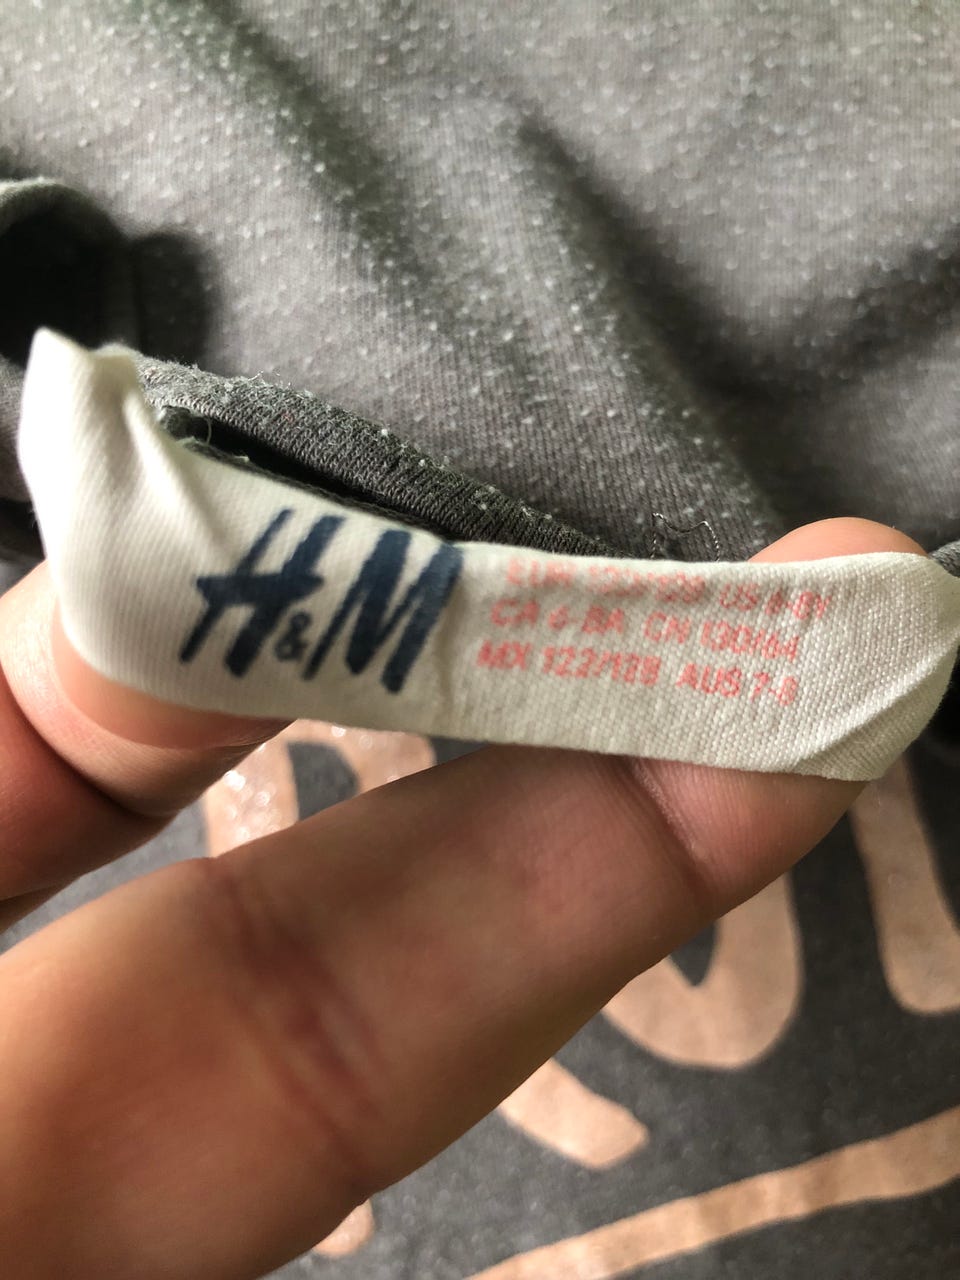 H&M
EUR 122/128 US 6-8Y
CA 6-8A CN 130/64
MX 122/128 AUS 7-8